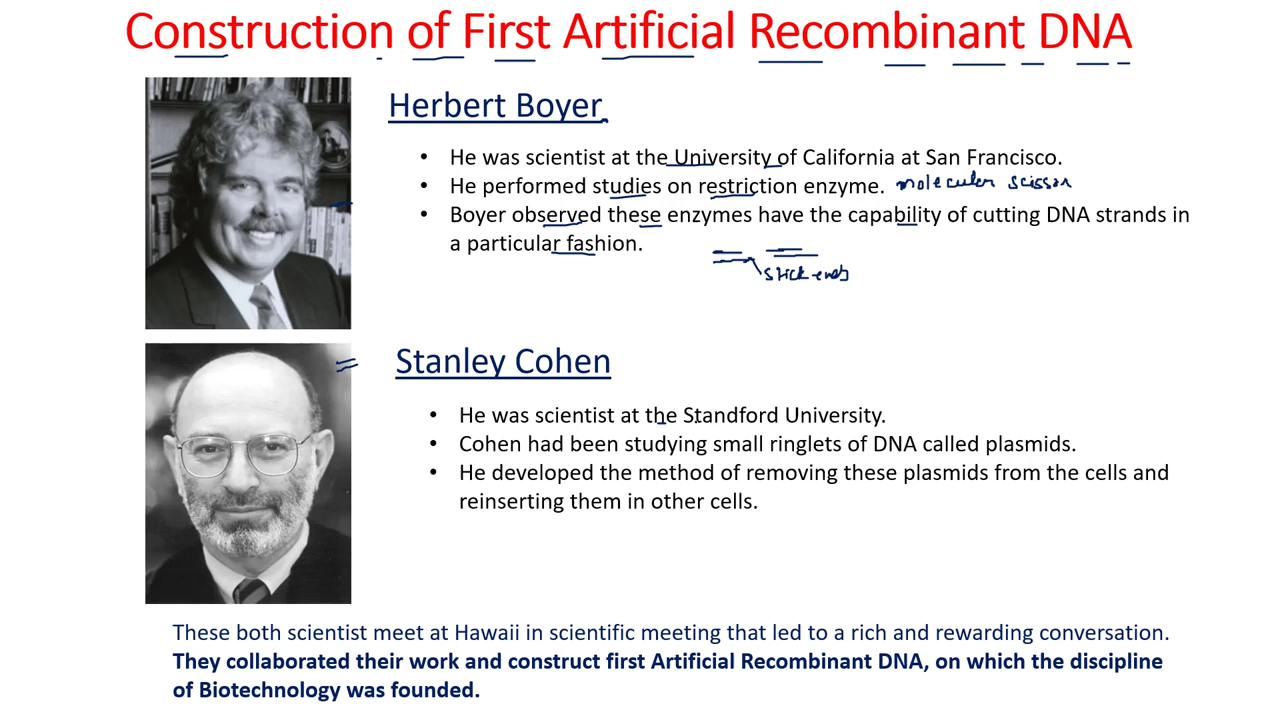 Construction of First Artificial Recombinant DNA
Herbert Boyer
• He was scientist at the University of California at San Francisco.
• He performed studies on restriction enzyme. molecular scissor
• Boyer observed these enzymes have the capability of cutting DNA strands in
a particular fashion.
stick ends
Stanley Cohen
• He was scientist at the Standford University.
• Cohen had been studying small ringlets of DNA called plasmids.
• He developed the method of removing these plasmids from the cells and
reinserting them in other cells.
These both scientist meet at Hawaii in scientific meeting that led to a rich and rewarding conversation.
They collaborated their work and construct first Artificial Recombinant DNA, on which the discipline
of Biotechnology was founded.